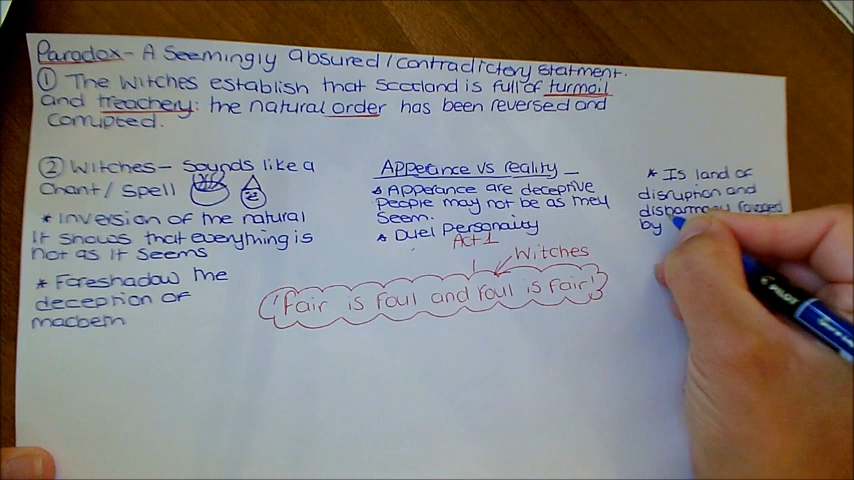 Paradox - A Seemingly absured / contradictory statment.
① The Witches establish that Scotland is full of turmoil
and treachery: the natural order has been reversed and
corrupted.
② Witches - Sounds like a
Chant / Spell
* Inversion of the natural
It shows that everything is
not as it seems
* Foreshadow the
deception of
macbeth
Apperance vs reality
Apperance are deceptive
People may not be as they
seem.
* Duel Personality
Act 1
Witches
'Fair is foul and foul is fair'
* Is land of
disruption and
disharmony ravaged
by
PILOT